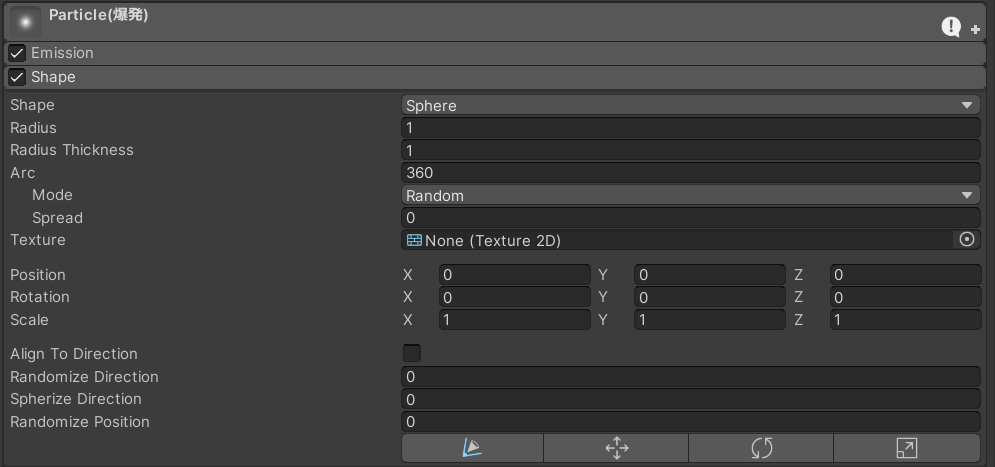 Particle(爆発)
Emission
Shape
Shape Sphere
Radius 1
Radius Thickness 1
Arc 360
Mode Random
Spread 0
Texture None (Texture 2D)
Position X 0 Y 0 Z 0
Rotation X 0 Y 0 Z 0
Scale X 1 Y 1 Z 1
Align To Direction
Randomize Direction 0
Spherize Direction 0
Randomize Position 0